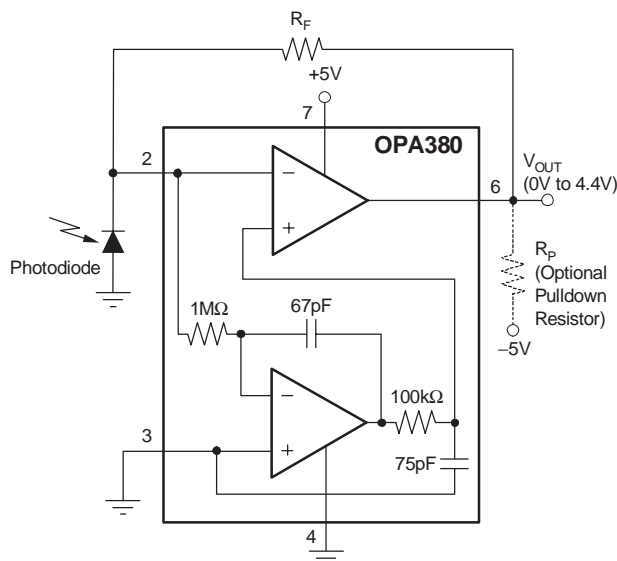 R_F
+5V
7
OPA380
2
−
+
6
V_OUT
(0V to 4.4V)
Photodiode
R_P
(Optional
Pulldown
Resistor)
−5V
1MΩ
67pF
−
+
100kΩ
75pF
3
4